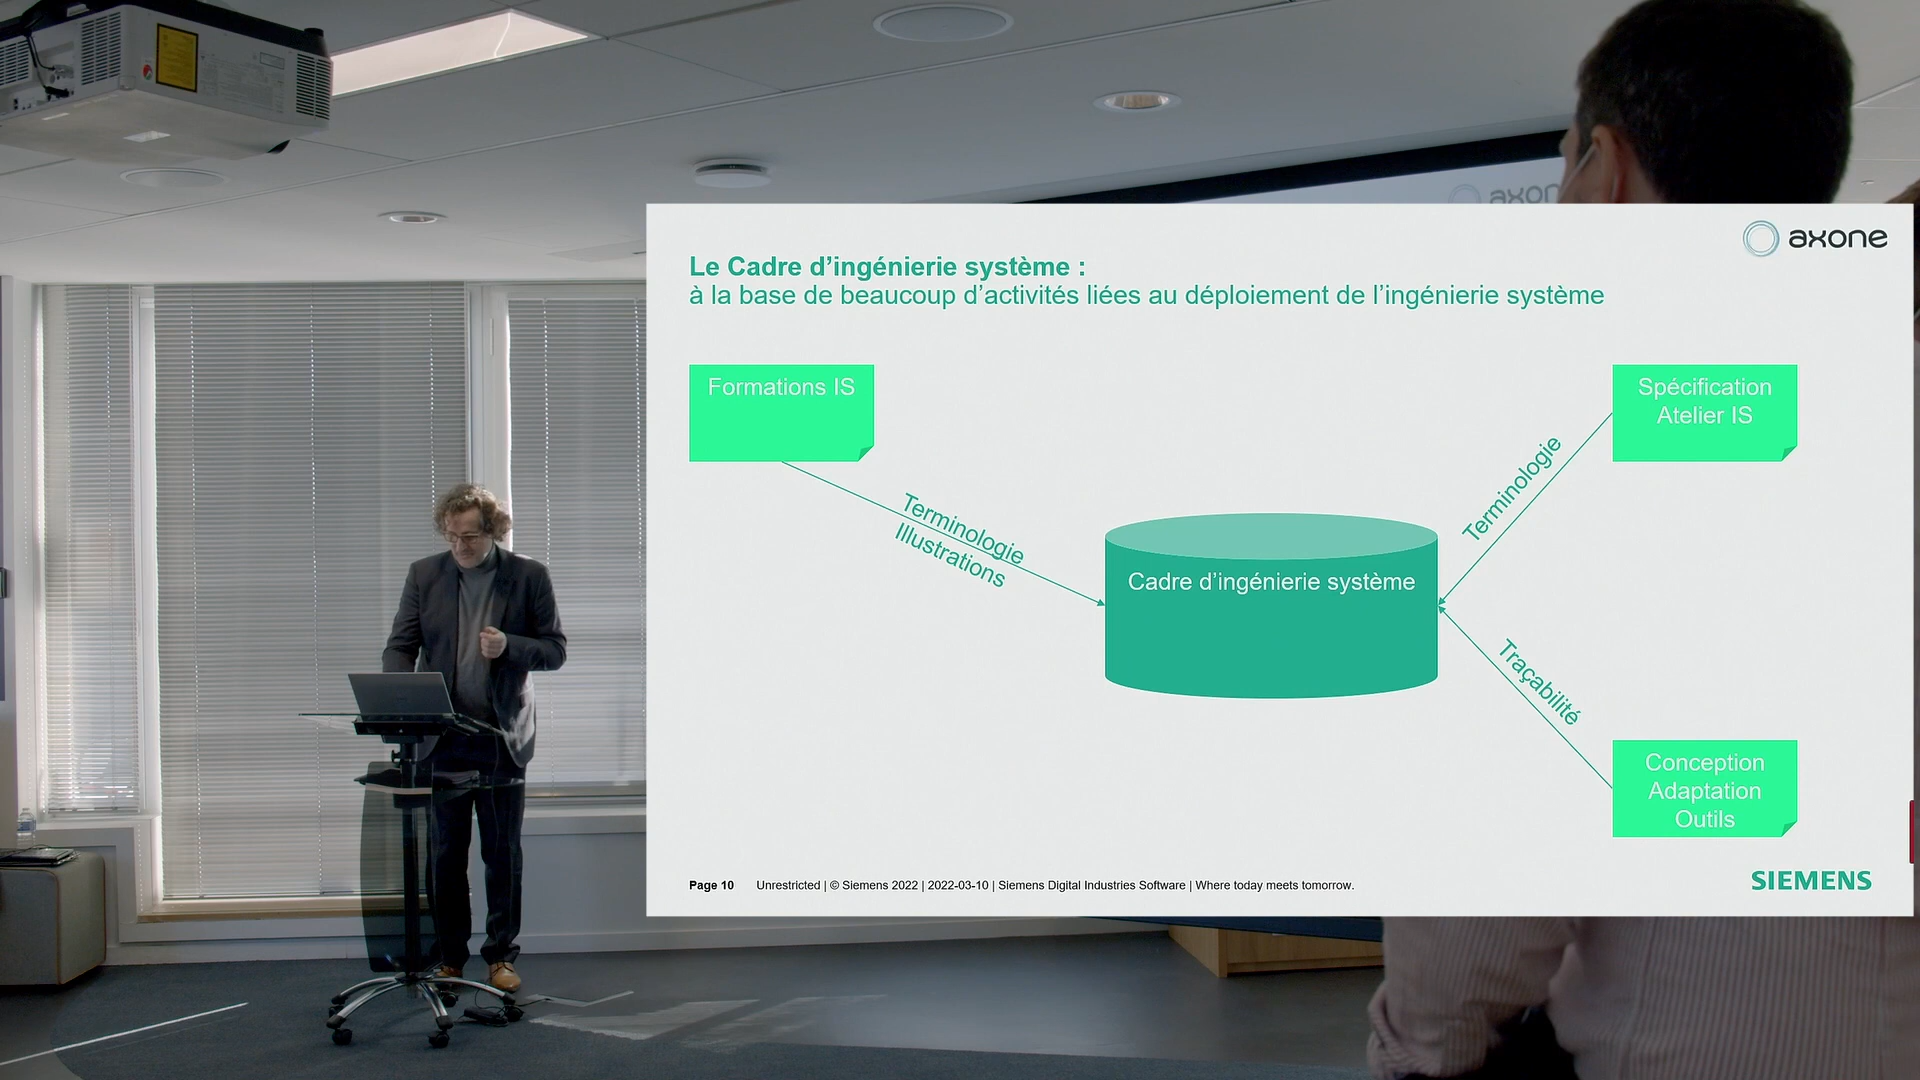 axon
axone
Le Cadre d’ingénierie système :
à la base de beaucoup d’activités liées au déploiement de l’ingénierie système
Formations IS
Spécification
Atelier IS
Terminologie
Illustrations
Terminologie
Cadre d’ingénierie système
Traçabilité
Conception
Adaptation
Outils
Page 10 Unrestricted | © Siemens 2022 | 2022-03-10 | Siemens Digital Industries Software | Where today meets tomorrow.
SIEMENS